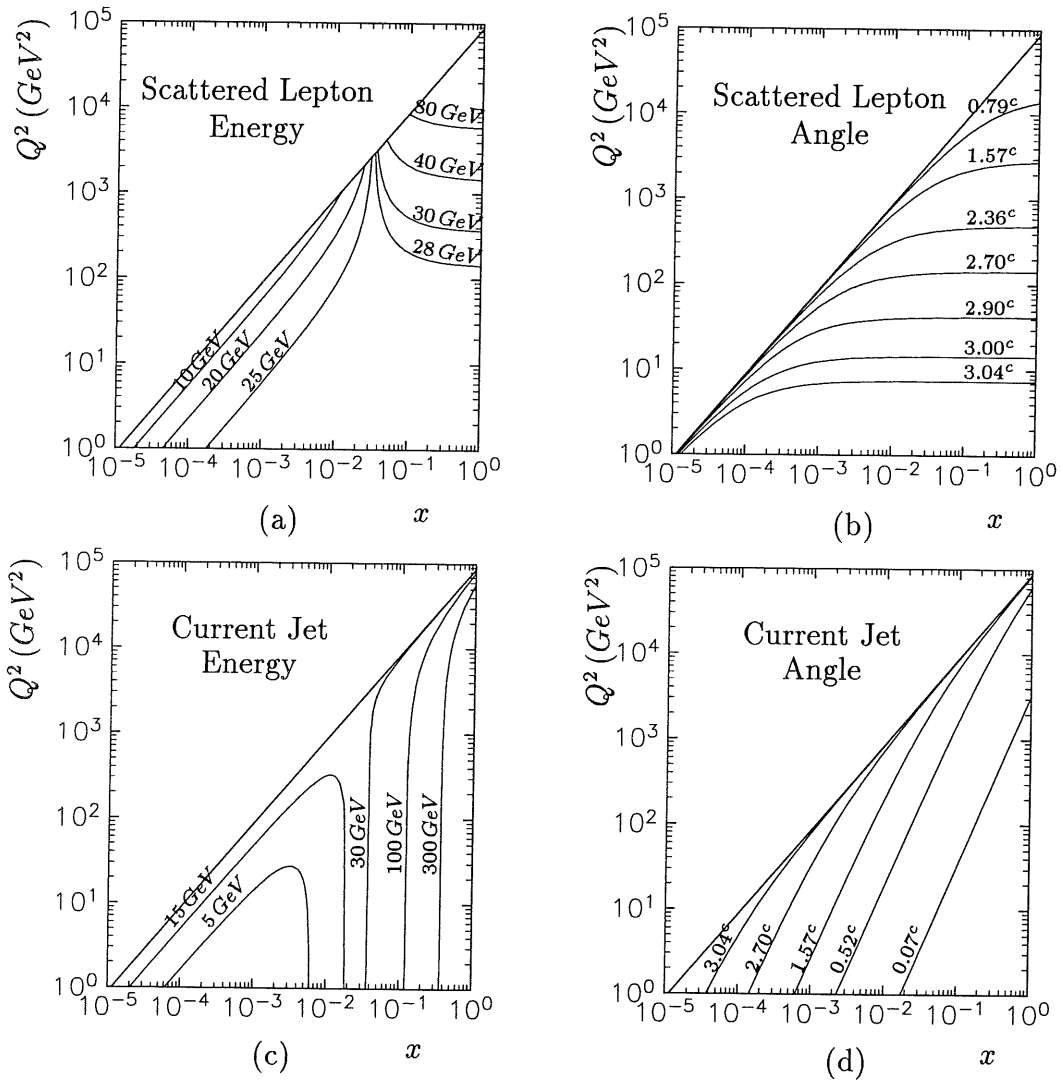 Q² (GeV²)
10⁵
10⁴
10³
10²
10¹
10⁰
Scattered Lepton
Energy
80 GeV
40 GeV
30 GeV
28 GeV
10 GeV
20 GeV
25 GeV
10⁻⁵ 10⁻⁴ 10⁻³ 10⁻² 10⁻¹ 10⁰
(a) x
Q² (GeV²)
10⁵
10⁴
10³
10²
10¹
10⁰
Scattered Lepton
Angle
0.79ᶜ
1.57ᶜ
2.36ᶜ
2.70ᶜ
2.90ᶜ
3.00ᶜ
3.04ᶜ
10⁻⁵ 10⁻⁴ 10⁻³ 10⁻² 10⁻¹ 10⁰
(b) x
Q² (GeV²)
10⁵
10⁴
10³
10²
10¹
10⁰
Current Jet
Energy
15 GeV
5 GeV
30 GeV
100 GeV
300 GeV
10⁻⁵ 10⁻⁴ 10⁻³ 10⁻² 10⁻¹ 10⁰
(c) x
Q² (GeV²)
10⁵
10⁴
10³
10²
10¹
10⁰
Current Jet
Angle
3.04ᶜ
2.70ᶜ
1.57ᶜ
0.52ᶜ
0.07ᶜ
10⁻⁵ 10⁻⁴ 10⁻³ 10⁻² 10⁻¹ 10⁰
(d) x